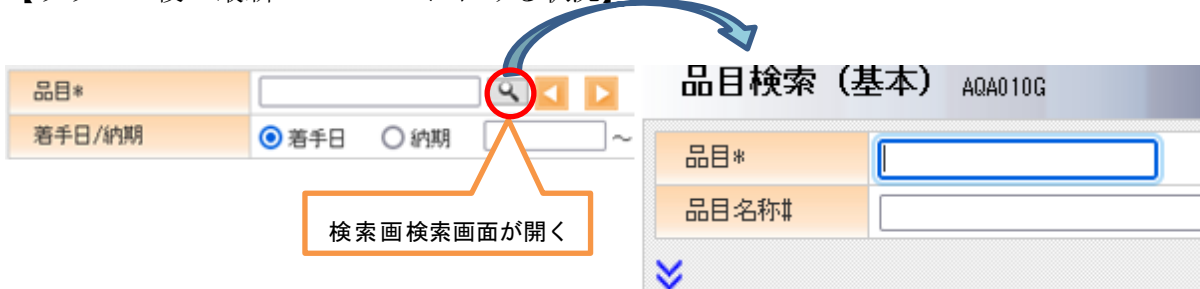 品目*
着手日/納期
着手日 納期 ～
検索画検索画面が開く
品目検索（基本） AQA010G
品目*
品目名称#